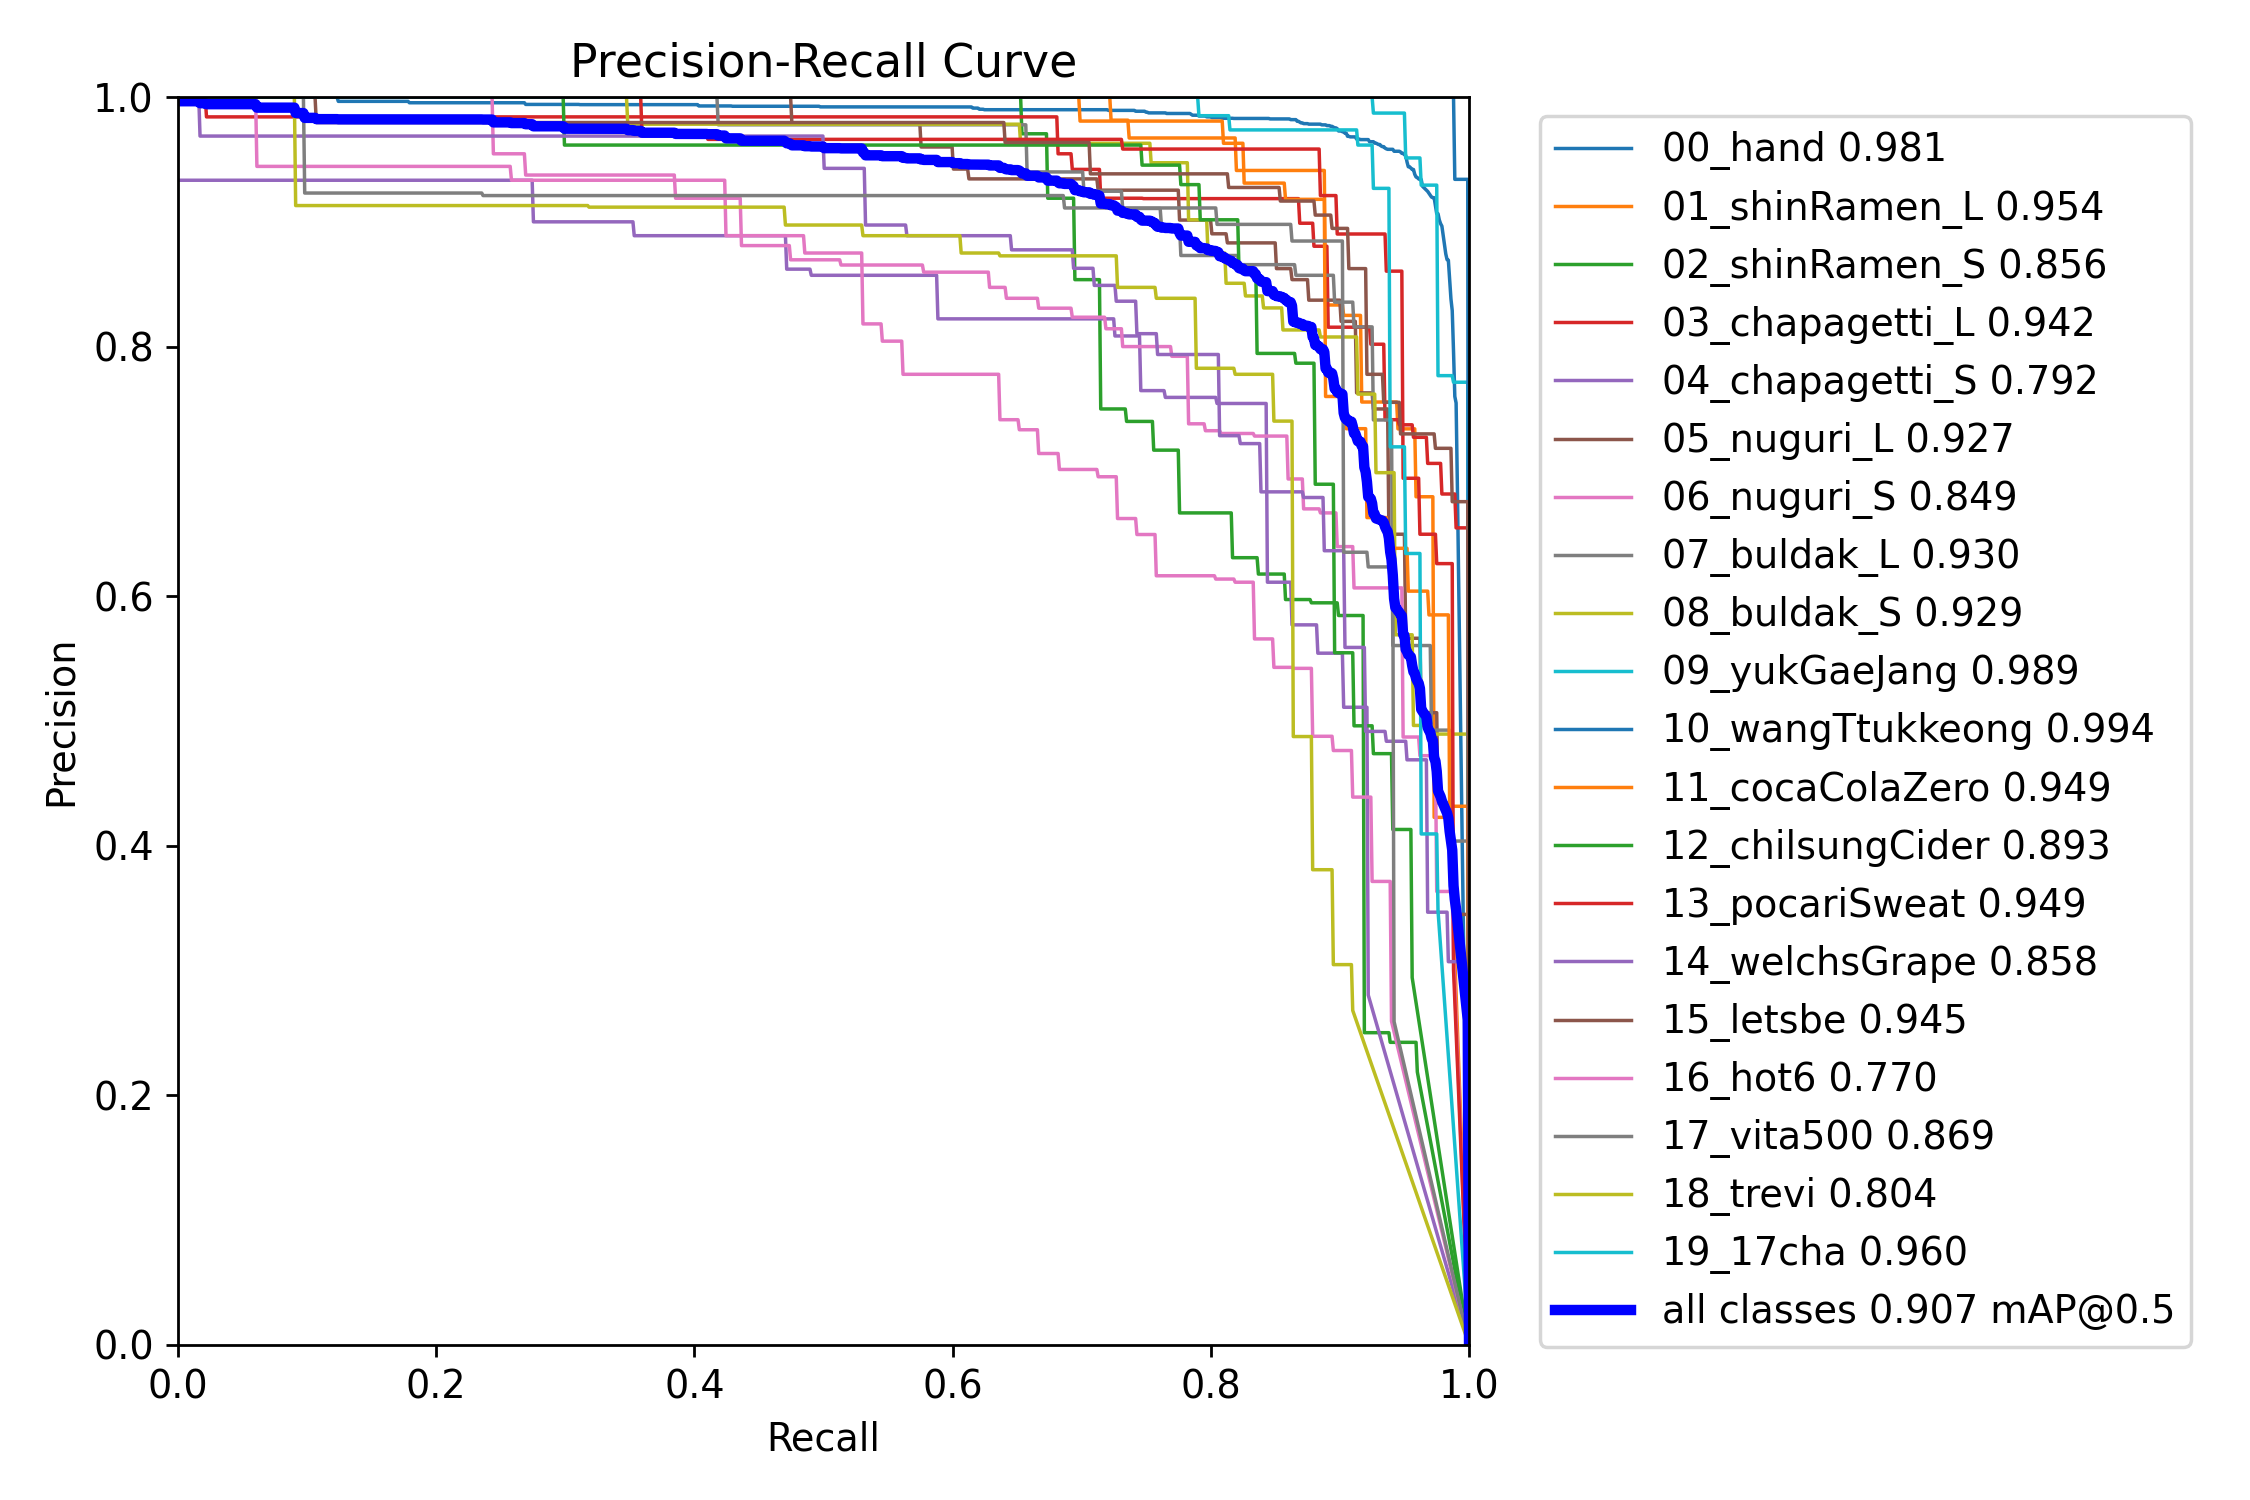 Precision-Recall Curve
1.0
0.8
0.6
0.4
0.2
0.0
Precision
0.0 0.2 0.4 0.6 0.8 1.0
Recall
00_hand 0.981
01_shinRamen_L 0.954
02_shinRamen_S 0.856
03_chapagetti_L 0.942
04_chapagetti_S 0.792
05_nuguri_L 0.927
06_nuguri_S 0.849
07_buldak_L 0.930
08_buldak_S 0.929
09_yukGaeJang 0.989
10_wangTtukkeong 0.994
11_cocaColaZero 0.949
12_chilsungCider 0.893
13_pocariSweat 0.949
14_welchsGrape 0.858
15_letsbe 0.945
16_hot6 0.770
17_vita500 0.869
18_trevi 0.804
19_17cha 0.960
all classes 0.907 mAP@0.5